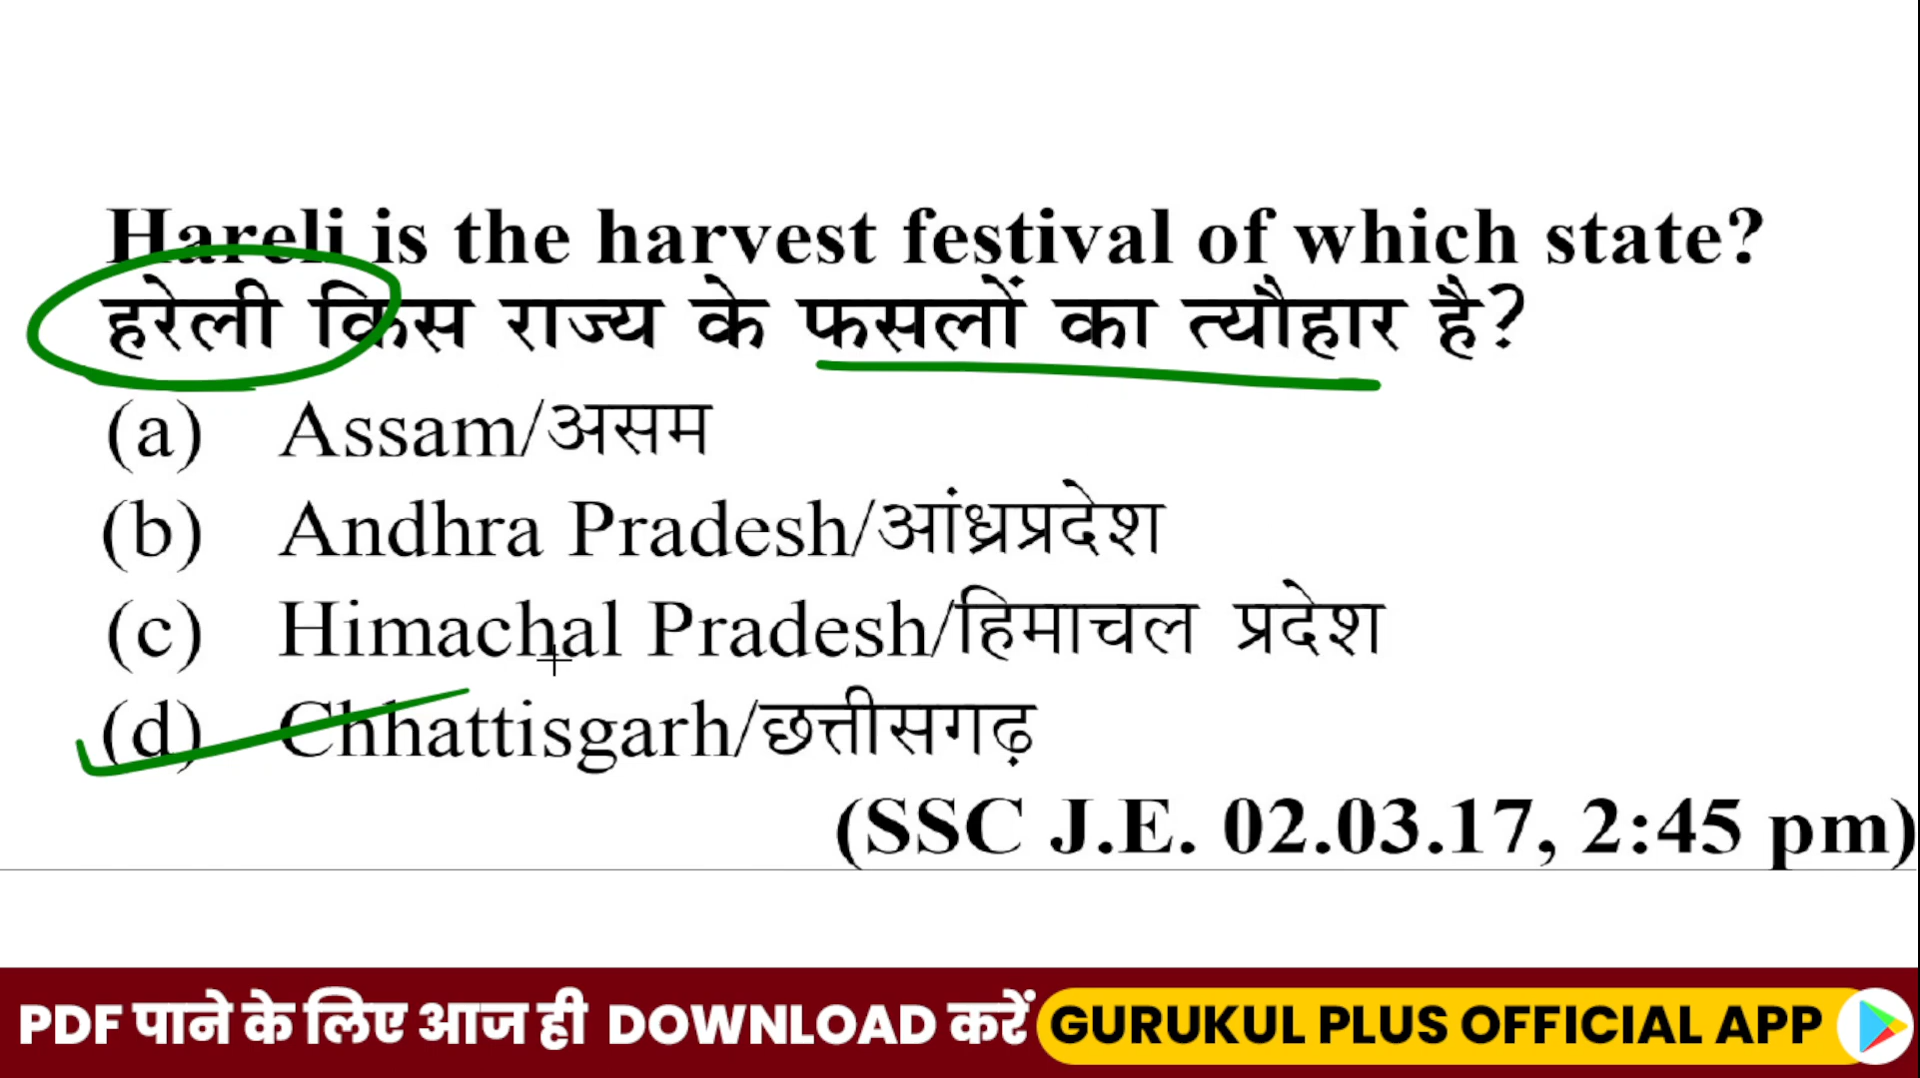 Hareli is the harvest festival of which state?
हरेली किस राज्य के फसलों का त्यौहार है?
(a) Assam/असम
(b) Andhra Pradesh/आंध्रप्रदेश
(c) Himachal Pradesh/हिमाचल प्रदेश
(d) Chhattisgarh/छत्तीसगढ़
(SSC J.E. 02.03.17, 2:45 pm)
PDF पाने के लिए आज ही DOWNLOAD करें GURUKUL PLUS OFFICIAL APP